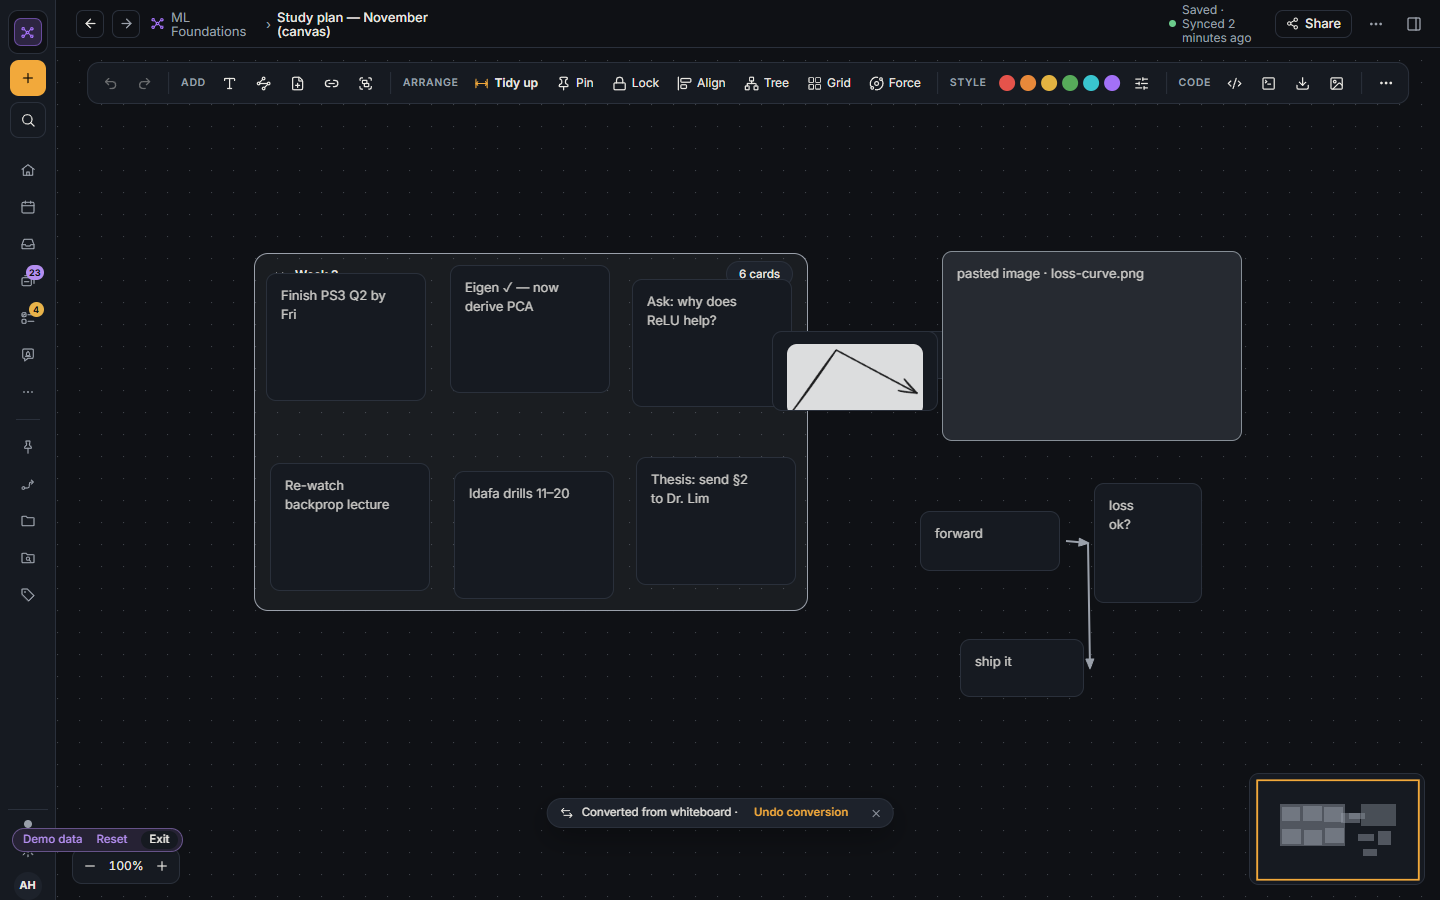 ML
Foundations
›
Study plan — November
(canvas)
Saved ·
Synced 2
minutes ago
Share
ADD
ARRANGE
Tidy up
Pin
Lock
Align
Tree
Grid
Force
STYLE
CODE
23
4
6 cards
Finish PS3 Q2 by
Fri
Eigen ✓ — now
derive PCA
Ask: why does
ReLU help?
pasted image · loss-curve.png
Re-watch
backprop lecture
Idafa drills 11–20
Thesis: send §2
to Dr. Lim
forward
loss
ok?
ship it
Converted from whiteboard · Undo conversion
Demo data Reset Exit
100%
AH